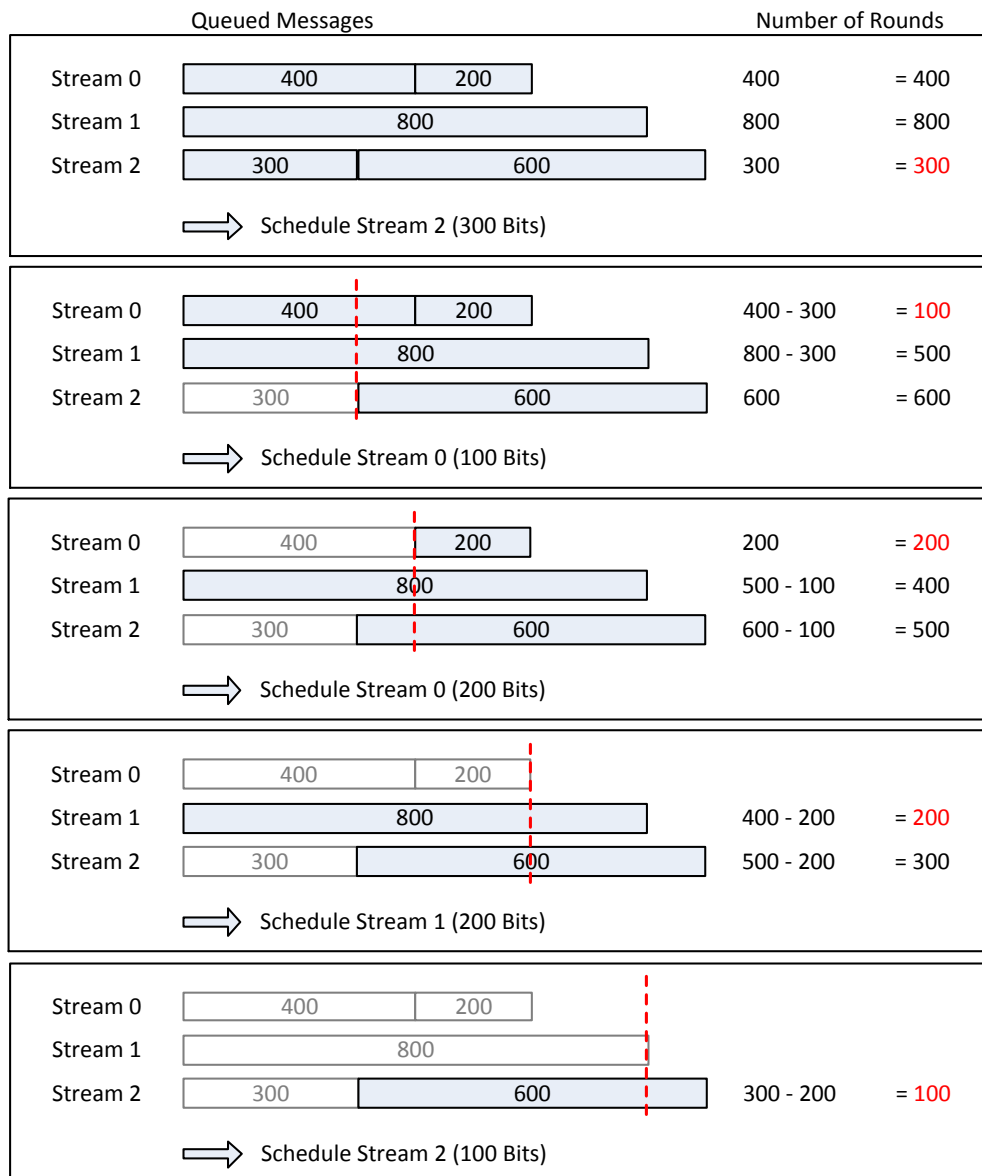 Queued Messages Number of Rounds
Stream 0 400 200 400 = 400
Stream 1 800 800 = 800
Stream 2 300 600 300 = 300
Schedule Stream 2 (300 Bits)
Stream 0 400 200 400 - 300 = 100
Stream 1 800 800 - 300 = 500
Stream 2 300 600 600 = 600
Schedule Stream 0 (100 Bits)
Stream 0 400 200 200 = 200
Stream 1 800 500 - 100 = 400
Stream 2 300 600 600 - 100 = 500
Schedule Stream 0 (200 Bits)
Stream 0 400 200
Stream 1 800 400 - 200 = 200
Stream 2 300 600 500 - 200 = 300
Schedule Stream 1 (200 Bits)
Stream 0 400 200
Stream 1 800
Stream 2 300 600 300 - 200 = 100
Schedule Stream 2 (100 Bits)